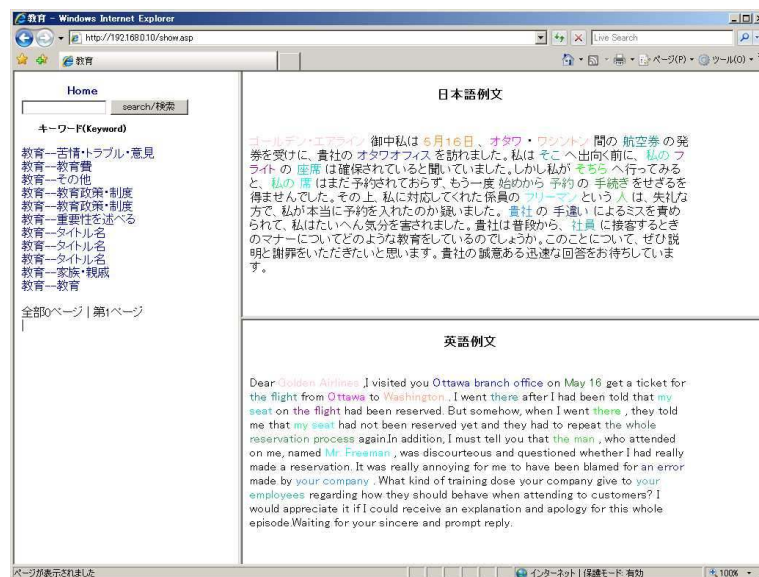 教育 - Windows Internet Explorer
http://192.168.0.10/show.asp
Live Search
教育
ページ(P)
ツール(O)
Home
search/検索
キーワード(Keyword)
教育--苦情・トラブル・意見
教育--教育費
教育--その他
教育--教育政策・制度
教育--教育政策・制度
教育--重要性を述べる
教育--タイトル名
教育--タイトル名
教育--タイトル名
教育--家族・親戚
教育--教育
全部0ページ | 第1ページ
日本語例文
ゴールデン・エアライン 御中私は 5月16日 、オタワ ・ ワシントン 間の 航空券 の発
券を受けに、貴社の オタワオフィス を訪れました。私は そこ へ出向く前に、 私の フ
ライト の 座席 は確保されていると聞いていました。しかし私が そちら へ行ってみる
と、 私の 席 はまだ予約されておらず、もう一度 始めから 予約 の 手続き をせざるを
得ませんでした。その上、私に対応してくれた係員の フリーマン という 人 は、失礼な
方で、私が本当に予約を入れたのか疑いました。 貴社 の 手違い によるミスを責め
られて、私はたいへん気分を害されました。貴社は普段から、 社員 に接客するとき
のマナーについてどのような教育をしているのでしょうか。このことについて、ぜひ説
明と謝罪をいただきたいと思います。貴社の誠意ある迅速な回答をお待ちしていま
す。
英語例文
Dear Golden Airlines ,I visited you Ottawa branch office on May 16 get a ticket for
the flight from Ottawa to Washington. . I went there after I had been told that my
seat on the flight had been reserved. But somehow, when I went there , they told
me that my seat had not been reserved yet and they had to repeat the whole
reservation process again.In addition, I must tell you that the man , who attended
on me, named Mr. Freeman , was discourteous and questioned whether I had really
made a reservation. It was really annoying for me to have been blamed for an error
made by your company . What kind of training dose your company give to your
employees regarding how they should behave when attending to customers? I
would appreciate it if I could receive an explanation and apology for this whole
episode.Waiting for your sincere and prompt reply.
ページが表示されました
インターネット | 保護モード: 有効
100%